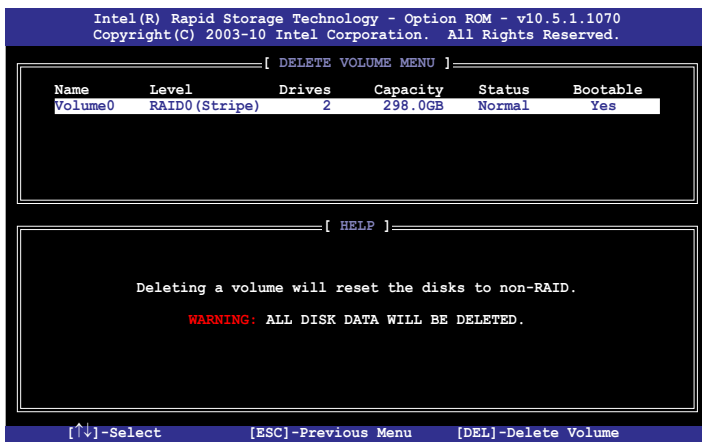 Intel(R) Rapid Storage Technology - Option ROM - v10.5.1.1070
Copyright(C) 2003-10 Intel Corporation.  All Rights Reserved.
[ DELETE VOLUME MENU ]
Name Level Drives Capacity Status Bootable
Volume0 RAID0(Stripe) 2 298.0GB Normal Yes
[ HELP ]
Deleting a volume will reset the disks to non-RAID.
WARNING: ALL DISK DATA WILL BE DELETED.
[↑↓]-Select [ESC]-Previous Menu [DEL]-Delete Volume